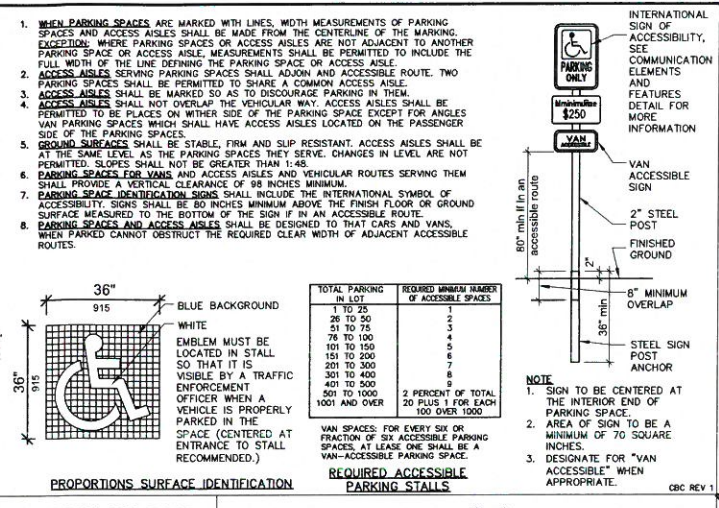 1. WHEN PARKING SPACES ARE MARKED WITH LINES, WIDTH MEASUREMENTS OF PARKING
SPACES AND ACCESS AISLES SHALL BE MADE FROM THE CENTERLINE OF THE MARKING.
EXCEPTION: WHERE PARKING SPACES OR ACCESS AISLES ARE NOT ADJACENT TO ANOTHER
PARKING SPACE OR ACCESS AISLE, MEASUREMENTS SHALL BE PERMITTED TO INCLUDE THE
FULL WIDTH OF THE LINE DEFINING THE PARKING SPACE OR ACCESS AISLE.
2. ACCESS AISLES SERVING PARKING SPACES SHALL ADJOIN AND ACCESSIBLE ROUTE. TWO
PARKING SPACES SHALL BE PERMITTED TO SHARE A COMMON ACCESS AISLE.
3. ACCESS AISLES SHALL BE MARKED SO AS TO DISCOURAGE PARKING IN THEM.
4. ACCESS AISLES SHALL NOT OVERLAP THE VEHICULAR WAY. ACCESS AISLES SHALL BE
PERMITTED TO BE PLACES ON WITHER SIDE OF THE PARKING SPACE EXCEPT FOR ANGLES
VAN PARKING SPACES WHICH SHALL HAVE ACCESS AISLES LOCATED ON THE PASSENGER
SIDE OF THE PARKING SPACES.
5. GROUND SURFACES SHALL BE STABLE, FIRM AND SLIP RESISTANT. ACCESS AISLES SHALL BE
AT THE SAME LEVEL AS THE PARKING SPACES THEY SERVE. CHANGES IN LEVEL ARE NOT
PERMITTED. SLOPES SHALL NOT BE GREATER THAN 1:48.
6. PARKING SPACES FOR VANS AND ACCESS AISLES AND VEHICULAR ROUTES SERVING THEM
SHALL PROVIDE A VERTICAL CLEARANCE OF 98 INCHES MINIMUM.
7. PARKING SPACE IDENTIFICATION SIGNS SHALL INCLUDE THE INTERNATIONAL SYMBOL OF
ACCESSIBILITY. SIGNS SHALL BE 80 INCHES MINIMUM ABOVE THE FINISH FLOOR OR GROUND
SURFACE MEASURED TO THE BOTTOM OF THE SIGN IF IN AN ACCESSIBLE ROUTE.
8. PARKING SPACES AND ACCESS AISLES SHALL BE DESIGNED TO THAT CARS AND VANS,
WHEN PARKED CANNOT OBSTRUCT THE REQUIRED CLEAR WIDTH OF ADJACENT ACCESSIBLE
ROUTES.
PARKING
ONLY
$250
VAN
ACCESSIBLE
INTERNATIONAL
SIGN OF
ACCESSIBILITY,
SEE
COMMUNICATION
ELEMENTS
AND
FEATURES
DETAIL FOR
MORE
INFORMATION
VAN
ACCESSIBLE
SIGN
2" STEEL
POST
FINISHED
GROUND
8" MINIMUM
OVERLAP
STEEL SIGN
POST
ANCHOR
80" min if in an
accessible route
2"
36" min
36"
915
36"
915
BLUE BACKGROUND
WHITE
EMBLEM MUST BE
LOCATED IN STALL
SO THAT IT IS
VISIBLE BY A TRAFFIC
ENFORCEMENT
OFFICER WHEN A
VEHICLE IS PROPERLY
PARKED IN THE
SPACE (CENTERED AT
ENTRANCE TO STALL
RECOMMENDED.)
PROPORTIONS SURFACE IDENTIFICATION
TOTAL PARKING IN LOT REQUIRED MINIMUM NUMBER OF ACCESSIBLE SPACES
1 TO 25 1
26 TO 50 2
51 TO 75 3
76 TO 100 4
101 TO 150 5
151 TO 200 6
201 TO 300 7
301 TO 400 8
401 TO 500 9
501 TO 1000 2 PERCENT OF TOTAL
1001 AND OVER 20 PLUS 1 FOR EACH
100 OVER 1000
VAN SPACES: FOR EVERY SIX OR
FRACTION OF SIX ACCESSIBLE PARKING
SPACES, AT LEASE ONE SHALL BE A
VAN-ACCESSIBLE PARKING SPACE.
REQUIRED ACCESSIBLE
PARKING STALLS
NOTE
1. SIGN TO BE CENTERED AT
THE INTERIOR END OF
PARKING SPACE.
2. AREA OF SIGN TO BE A
MINIMUM OF 70 SQUARE
INCHES.
3. DESIGNATE FOR "VAN
ACCESSIBLE" WHEN
APPROPRIATE.
CBC REV 1